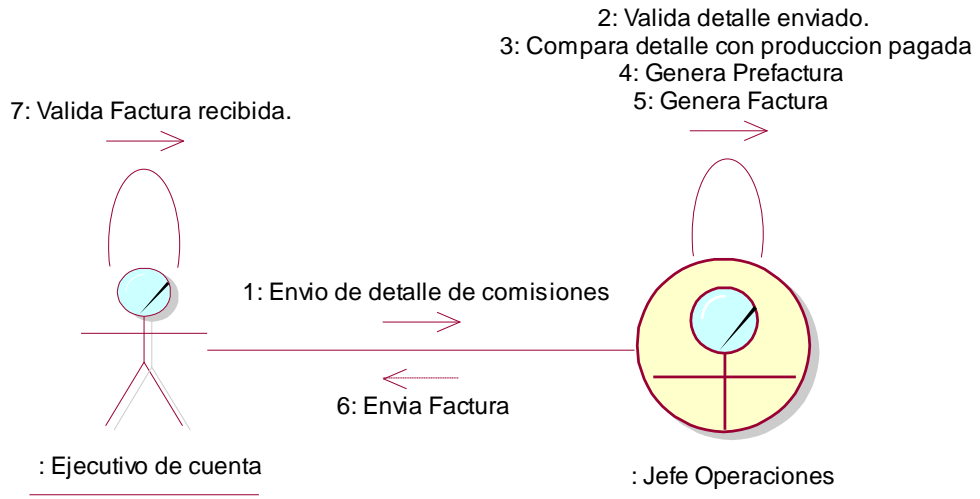 2: Valida detalle enviado.
3: Compara detalle con produccion pagada
4: Genera Prefactura
5: Genera Factura
7: Valida Factura recibida.
1: Envio de detalle de comisiones
6: Envia Factura
: Ejecutivo de cuenta
: Jefe Operaciones